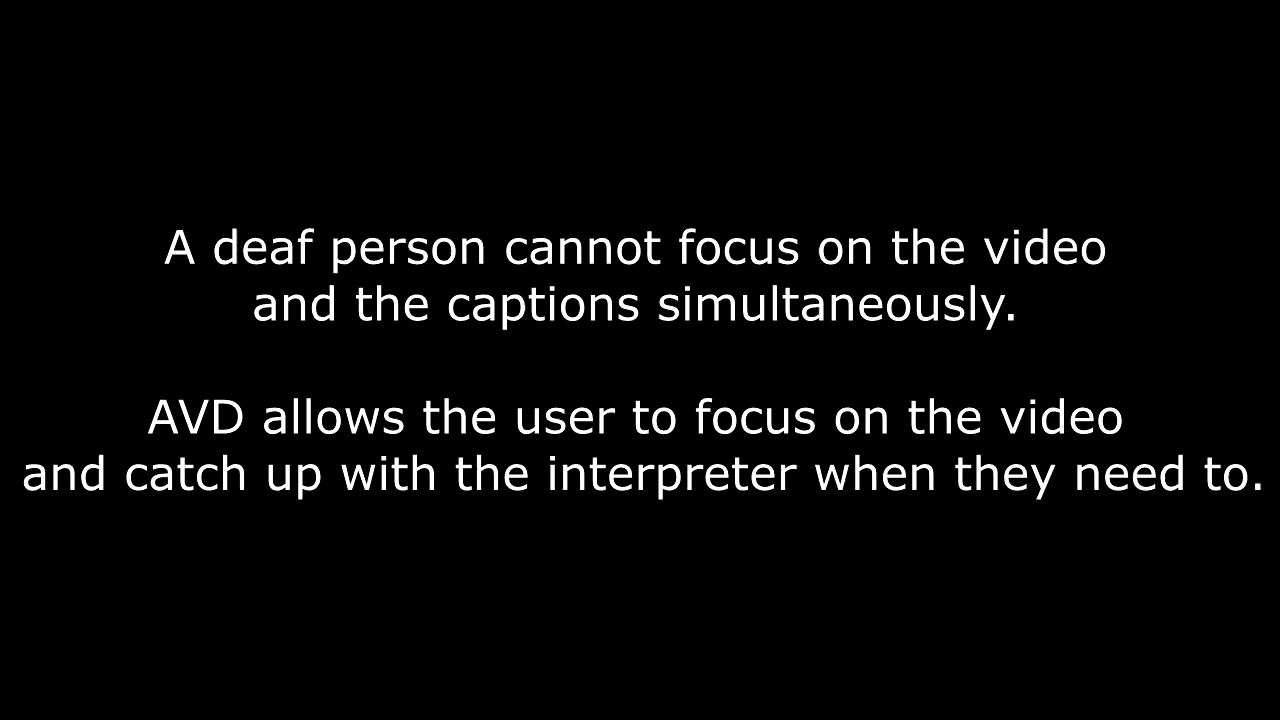 A deaf person cannot focus on the video
and the captions simultaneously.
AVD allows the user to focus on the video
and catch up with the interpreter when they need to.